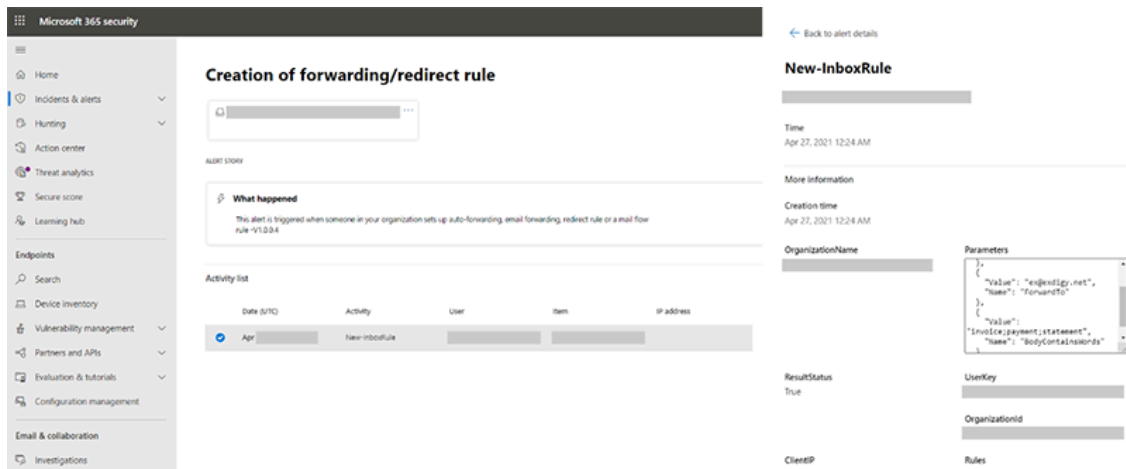 Microsoft 365 security
Home
Incidents & alerts
Hunting
Action center
Threat analytics
Secure score
Learning hub
Endpoints
Search
Device inventory
Vulnerability management
Partners and APIs
Evaluation & tutorials
Configuration management
Email & collaboration
Investigations
Creation of forwarding/redirect rule
ALERT STORY
What happened
This alert is triggered when someone in your organization sets up auto-forwarding, email forwarding, redirect rule or a mail flow
rule -V1.0.0.4
Activity list
Date (UTC) Activity User Item IP address
Apr New-InboxRule
Back to alert details
New-InboxRule
Time
Apr 27, 2021 12:24 AM
More information
Creation time
Apr 27, 2021 12:24 AM
OrganizationName
Parameters
},
{
"Value": "ex@exdigy.net",
"Name": "ForwardTo"
},
{
"Value":
"invoice;payment;statement",
"Name": "BodyContainsWords"
}
ResultStatus
True
UserKey
OrganizationId
ClientIP
Rules